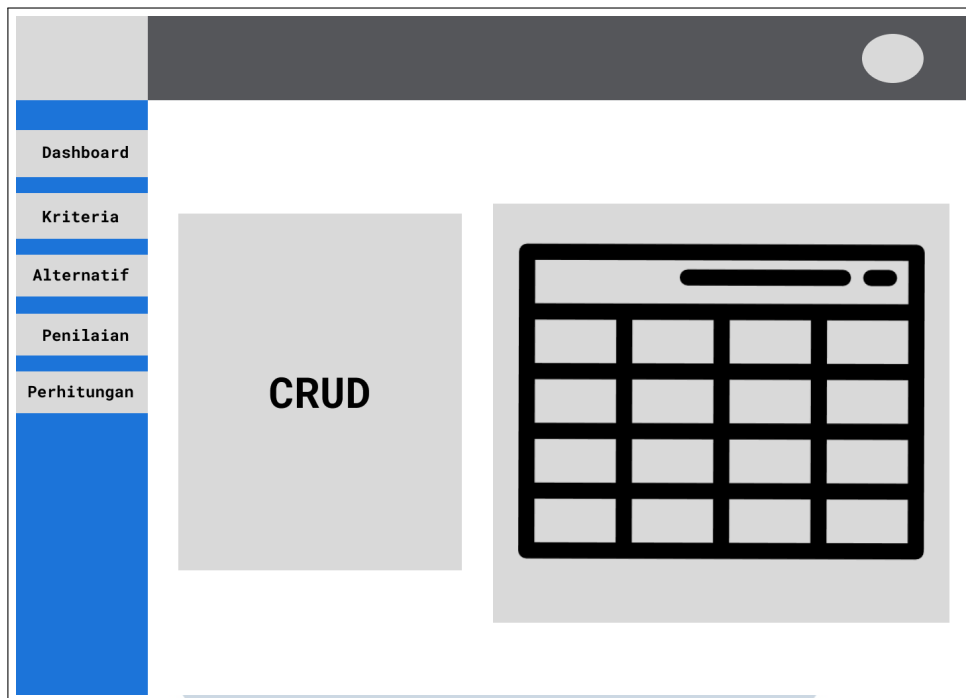 Dashboard
Kriteria
Alternatif
Penilaian
Perhitungan
CRUD